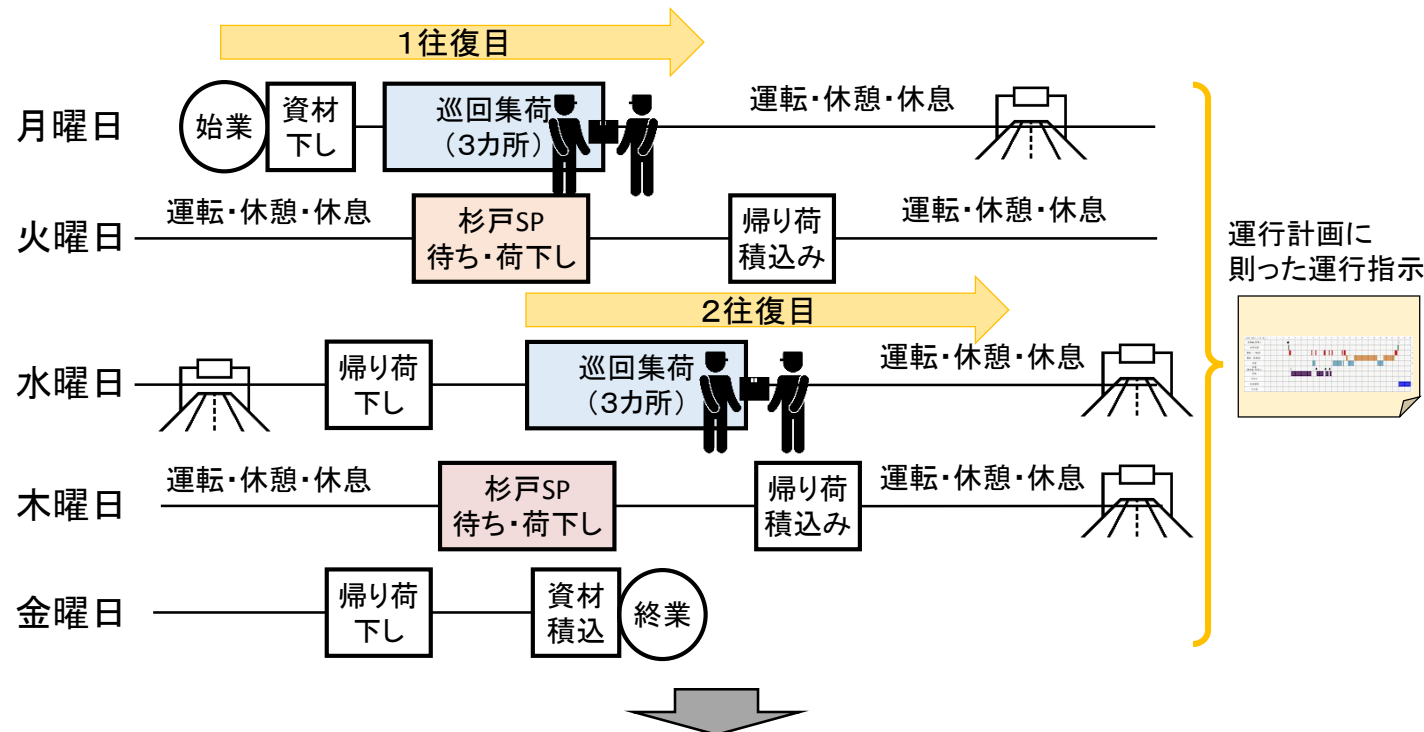 1往復目
月曜日
始業
資材
下し
巡回集荷
(3カ所)
運転・休憩・休息
火曜日
運転・休憩・休息
杉戸SP
待ち・荷下し
帰り荷
積込み
運転・休憩・休息
運行計画に
則った運行指示
2往復目
水曜日
帰り荷
下し
巡回集荷
(3カ所)
運転・休憩・休息
木曜日
運転・休憩・休息
杉戸SP
待ち・荷下し
帰り荷
積込み
運転・休憩・休息
金曜日
帰り荷
下し
資材
積込
終業